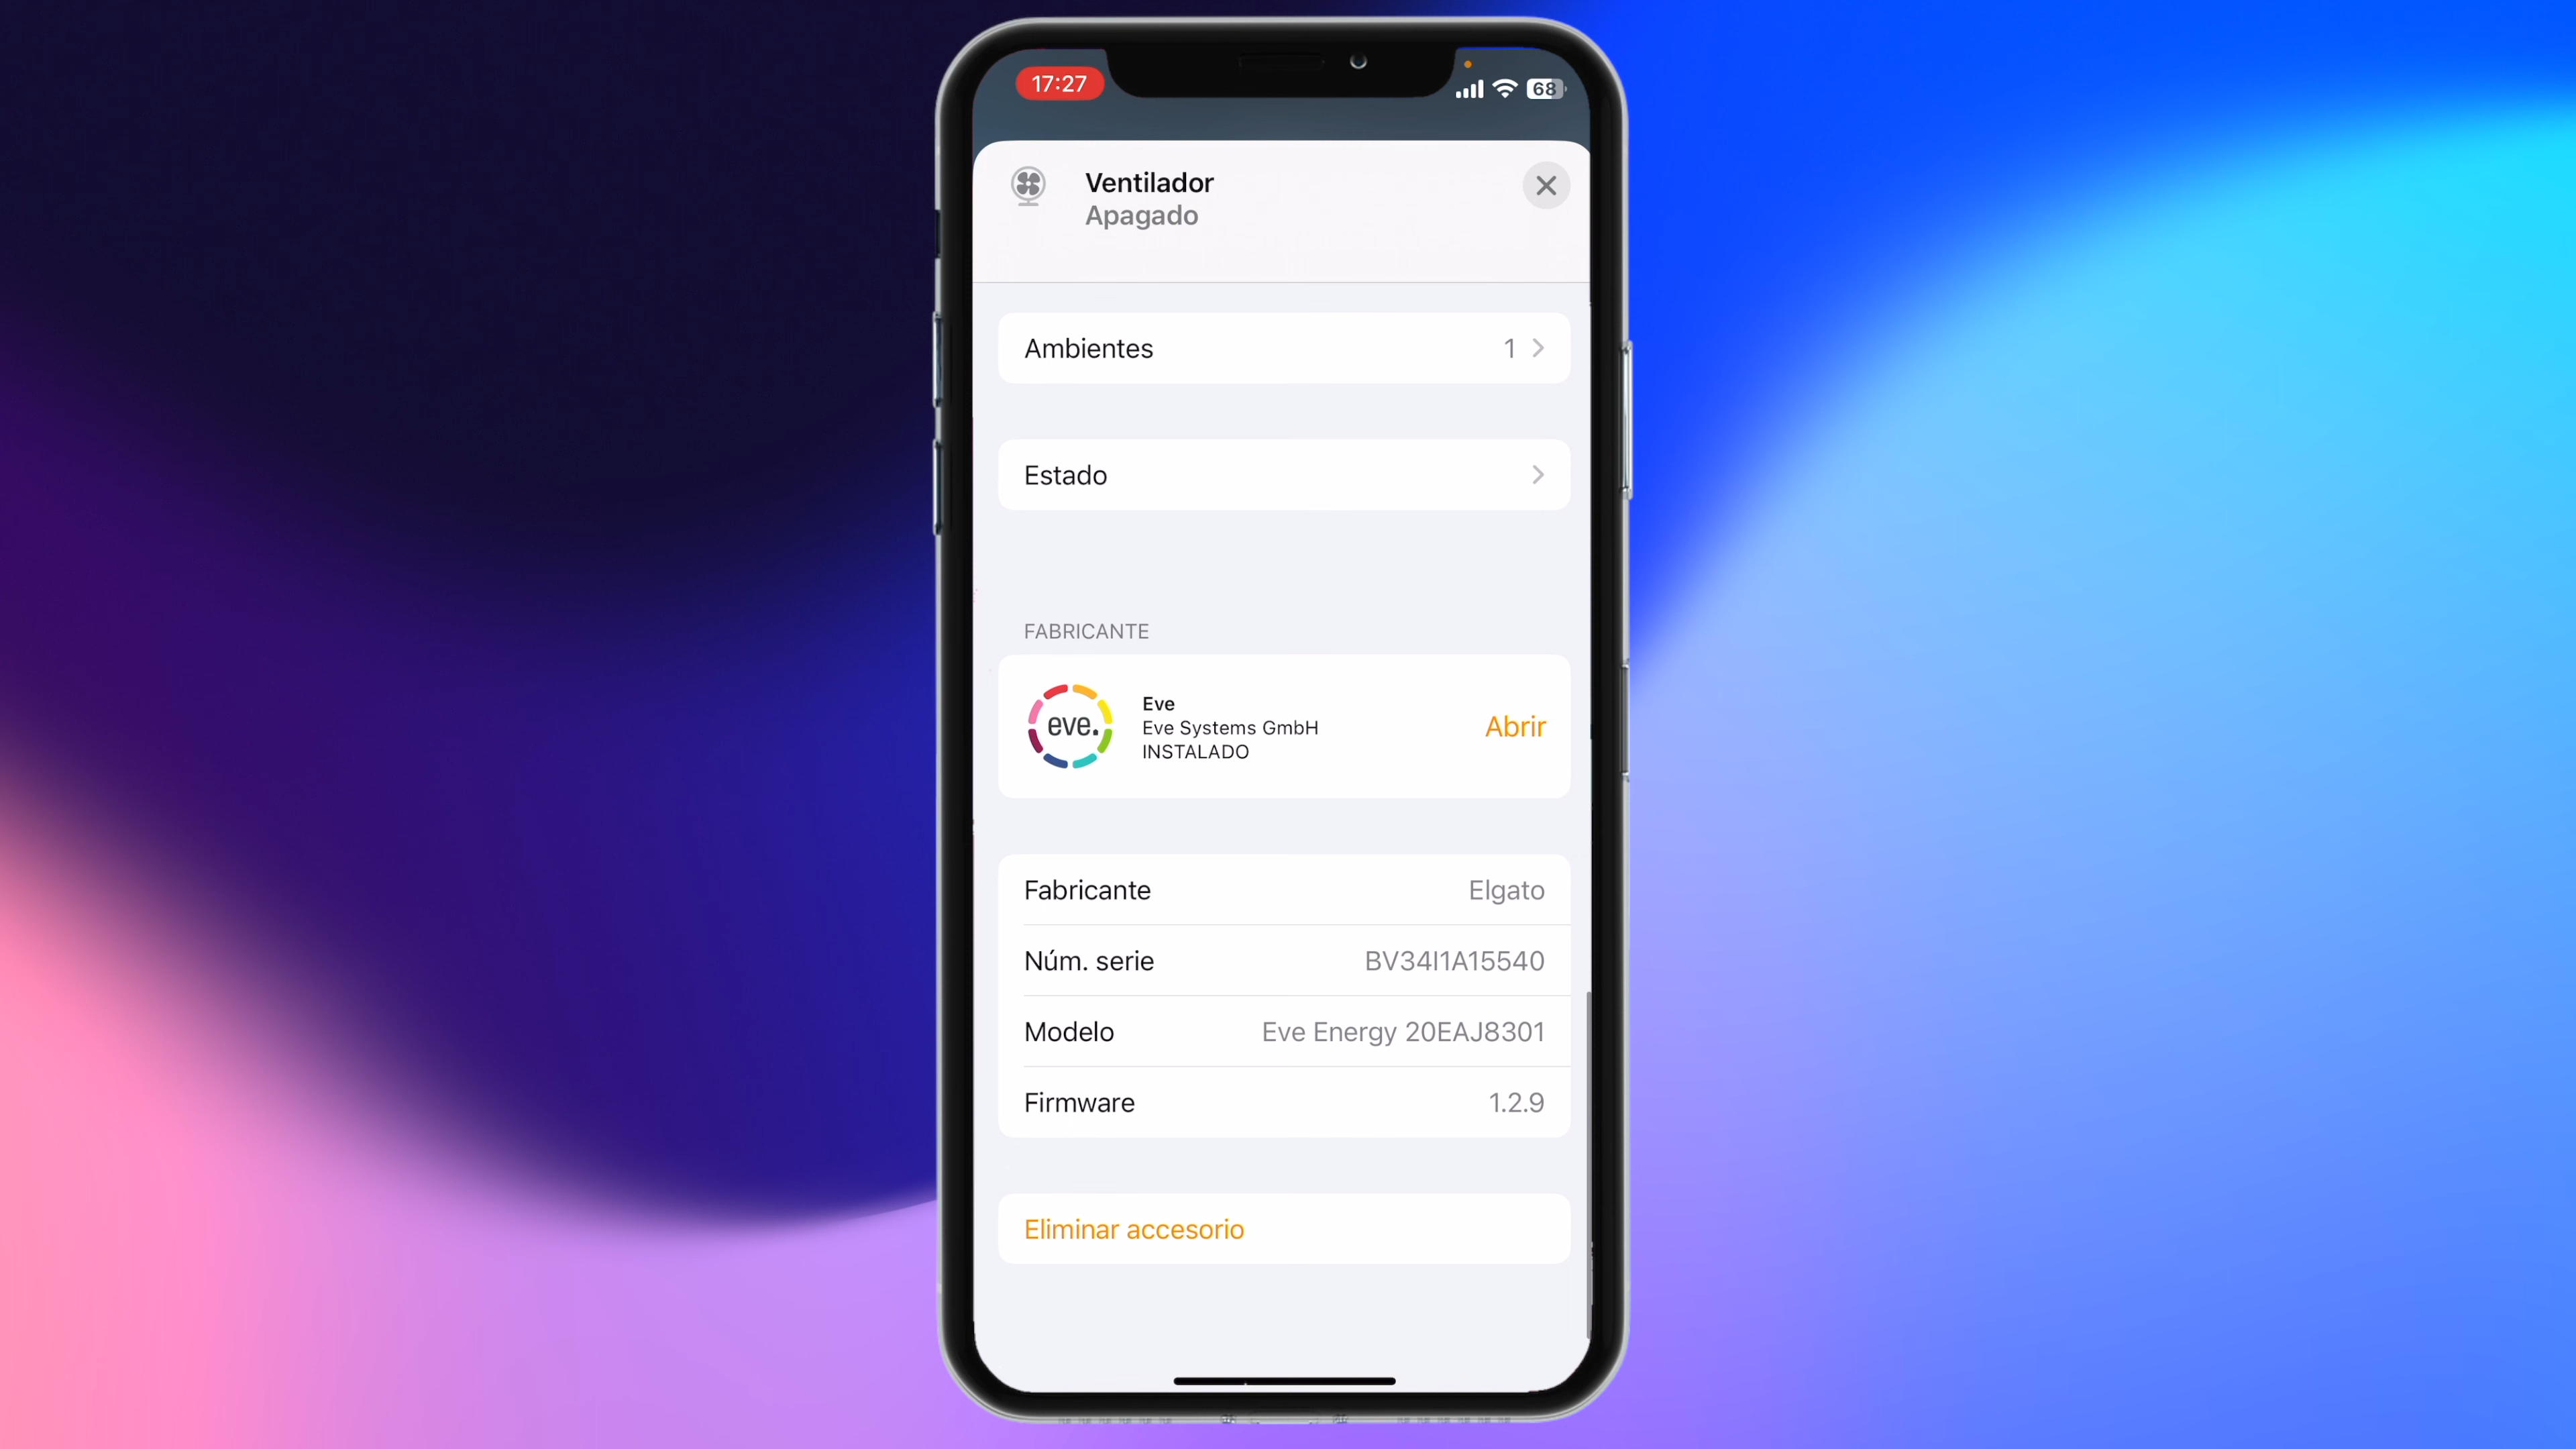 17:27
68
Ventilador
Apagado
Ambientes 1
Estado
FABRICANTE
eve.
Eve
Eve Systems GmbH
INSTALADO
Abrir
Fabricante Elgato
Núm. serie BV34I1A15540
Modelo Eve Energy 20EAJ8301
Firmware 1.2.9
Eliminar accesorio